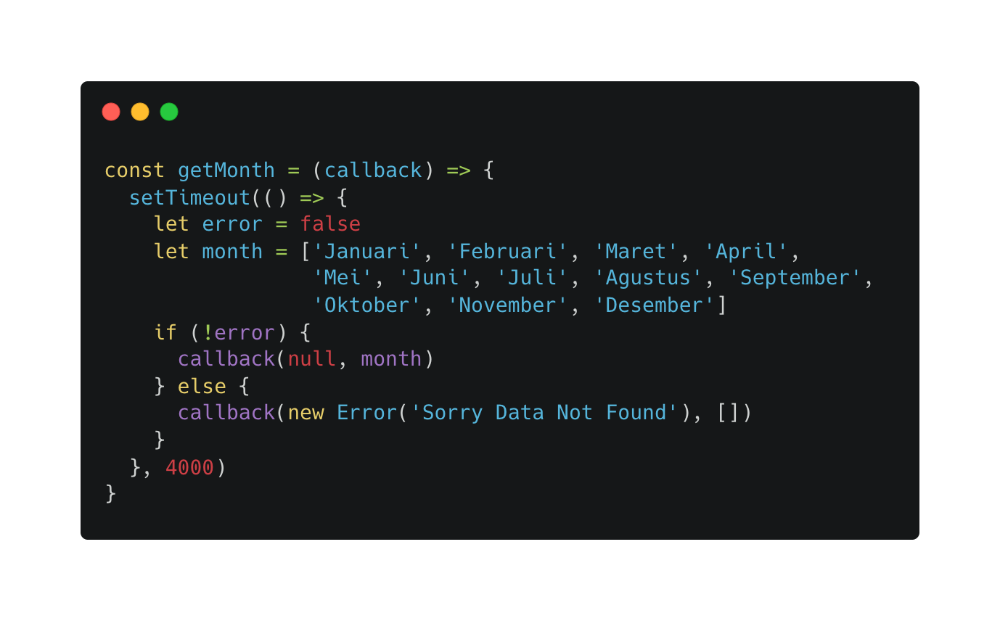 const getMonth = (callback) => {
  setTimeout(() => {
    let error = false
    let month = ['Januari', 'Februari', 'Maret', 'April',
                 'Mei', 'Juni', 'Juli', 'Agustus', 'September',
                 'Oktober', 'November', 'Desember']
    if (!error) {
      callback(null, month)
    } else {
      callback(new Error('Sorry Data Not Found'), [])
    }
  }, 4000)
}